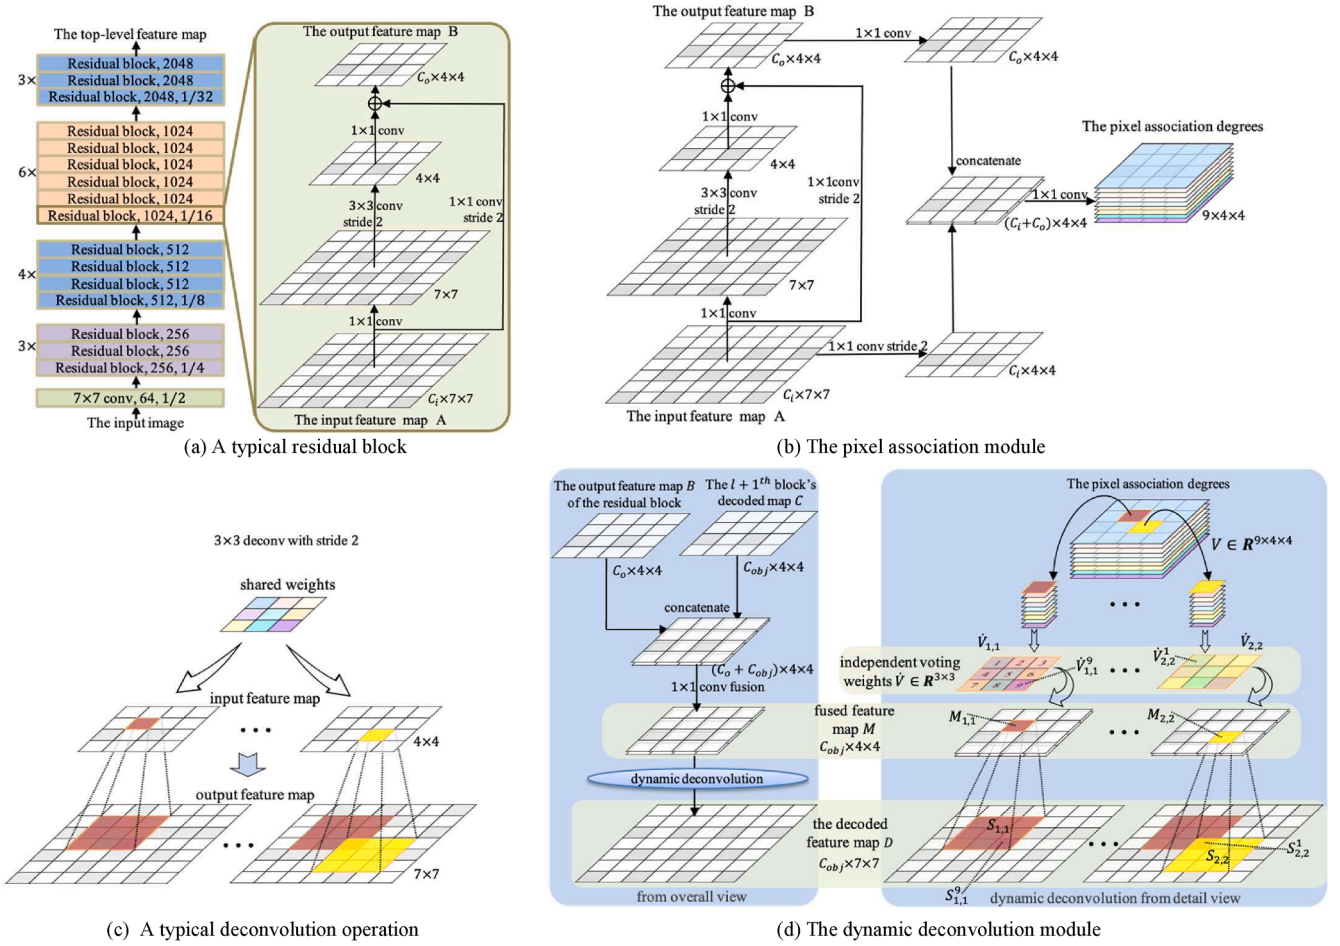 The top-level feature map
3×
Residual block, 2048
Residual block, 2048
Residual block, 2048, 1/32
6×
Residual block, 1024
Residual block, 1024
Residual block, 1024
Residual block, 1024
Residual block, 1024
Residual block, 1024, 1/16
4×
Residual block, 512
Residual block, 512
Residual block, 512
Residual block, 512, 1/8
3×
Residual block, 256
Residual block, 256
Residual block, 256, 1/4
7×7 conv, 64, 1/2
The input image
The output feature map B
C_o×4×4
1×1 conv
4×4
3×3 conv
stride 2
1×1 conv
stride 2
7×7
1×1 conv
C_i×7×7
The input feature map A
(a) A typical residual block
The output feature map B
C_o×4×4
1×1 conv
4×4
3×3 conv
stride 2
1×1conv
stride 2
7×7
1×1 conv
C_i×7×7
The input feature map A
1×1 conv
C_o×4×4
concatenate
(C_i+C_o)×4×4
1×1 conv
The pixel association degrees
9×4×4
1×1 conv stride 2
C_i×4×4
(b) The pixel association module
3×3 deconv with stride 2
shared weights
input feature map
4×4
output feature map
7×7
(c) A typical deconvolution operation
The output feature map B
of the residual block
The l + 1^th block's
decoded map C
C_o×4×4
C_obj×4×4
concatenate
(C_o + C_obj)×4×4
1×1 conv fusion
fused feature
map M
C_obj×4×4
dynamic deconvolution
the decoded
feature map D
C_obj×7×7
from overall view
The pixel association degrees
V ∈ R^9×4×4
V̇_1,1
V̇_2,2
independent voting
weights V̇ ∈ R^3×3
1 2 3
4 5 6
7 8 9
V̇^9_1,1
V̇^1_2,2
M_1,1
M_2,2
S_1,1
S^9_1,1
S_2,2
S^1_2,2
dynamic deconvolution from detail view
(d) The dynamic deconvolution module